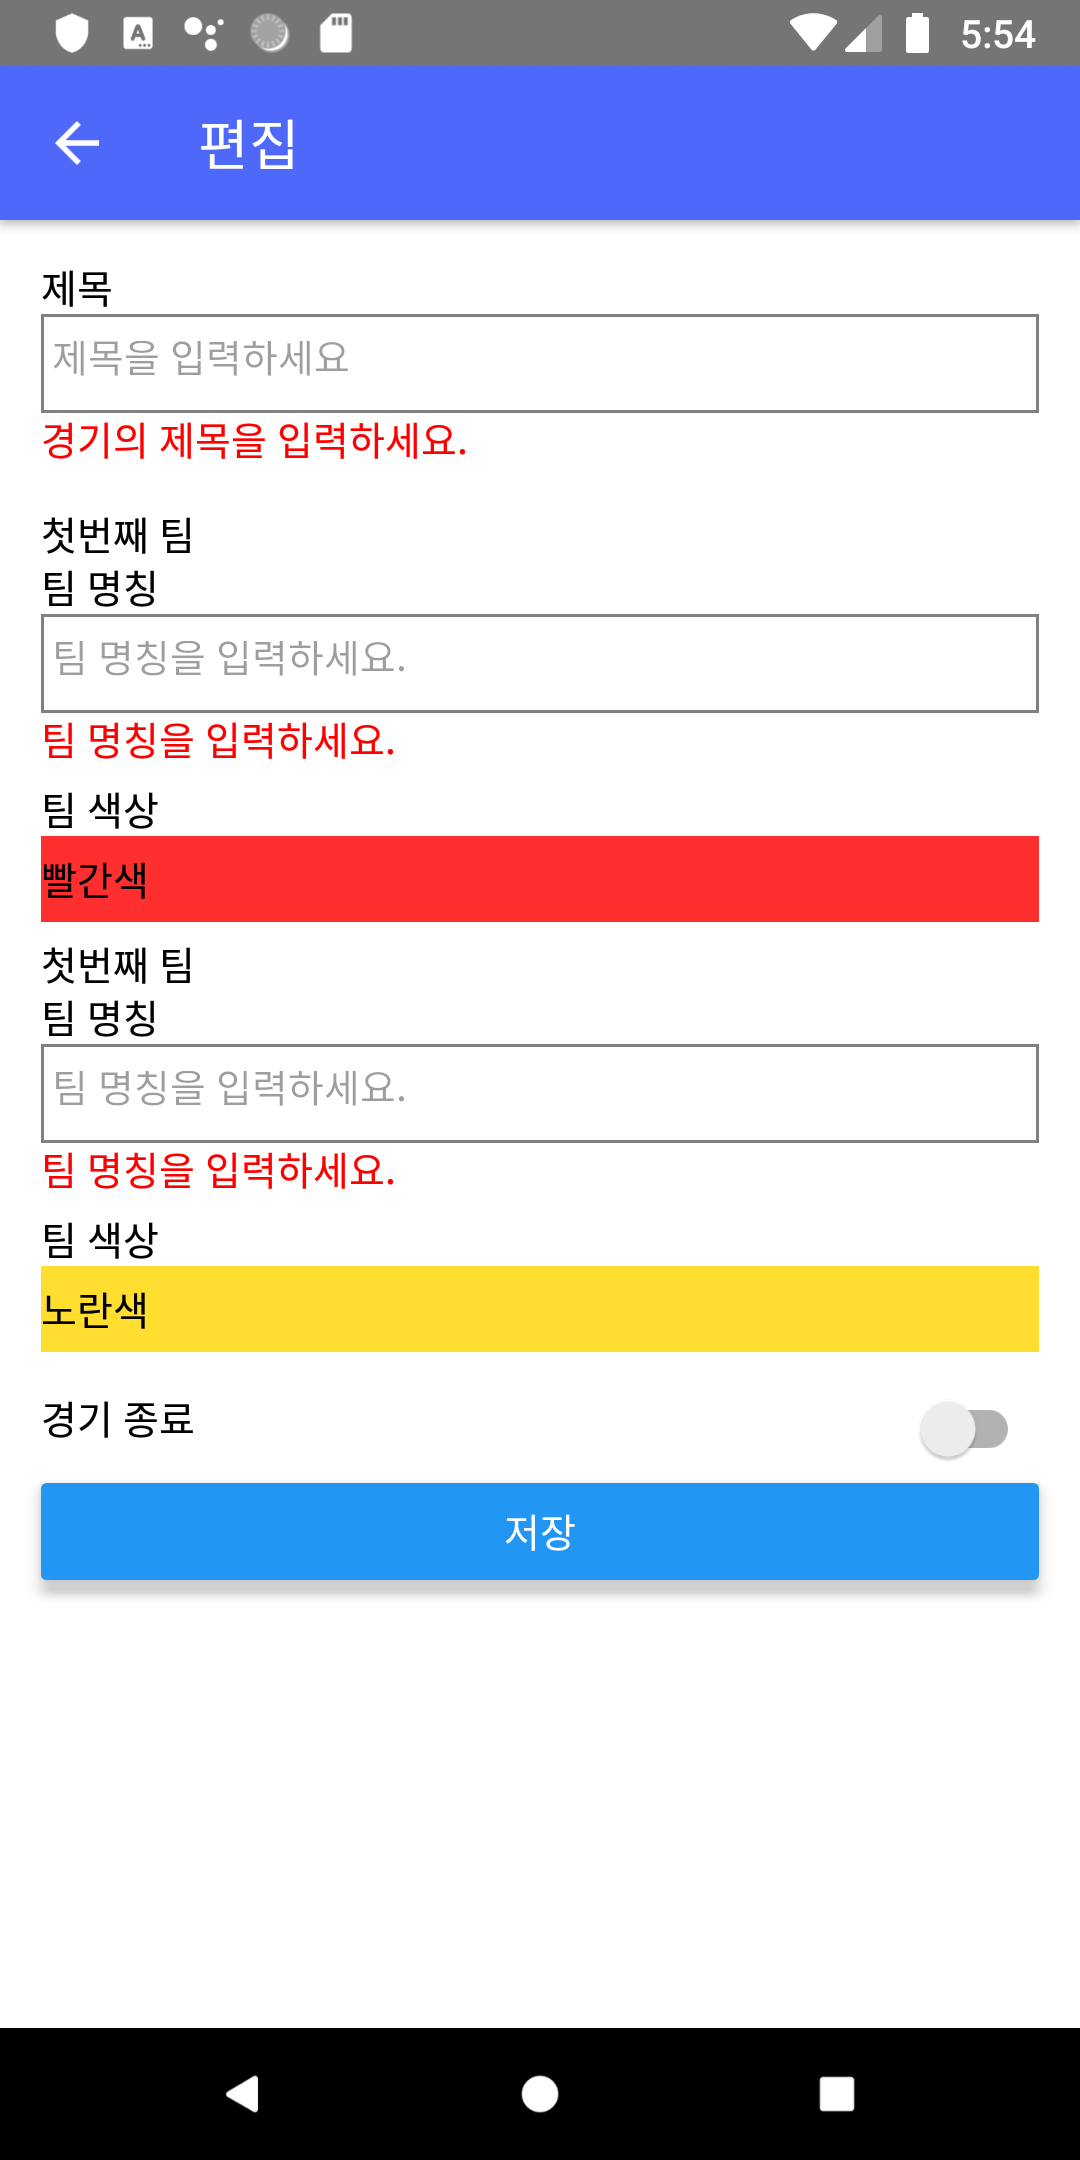 5:54
편집
제목
제목을 입력하세요
경기의 제목을 입력하세요.
첫번째 팀
팀 명칭
팀 명칭을 입력하세요.
팀 명칭을 입력하세요.
팀 색상
빨간색
첫번째 팀
팀 명칭
팀 명칭을 입력하세요.
팀 명칭을 입력하세요.
팀 색상
노란색
경기 종료
저장